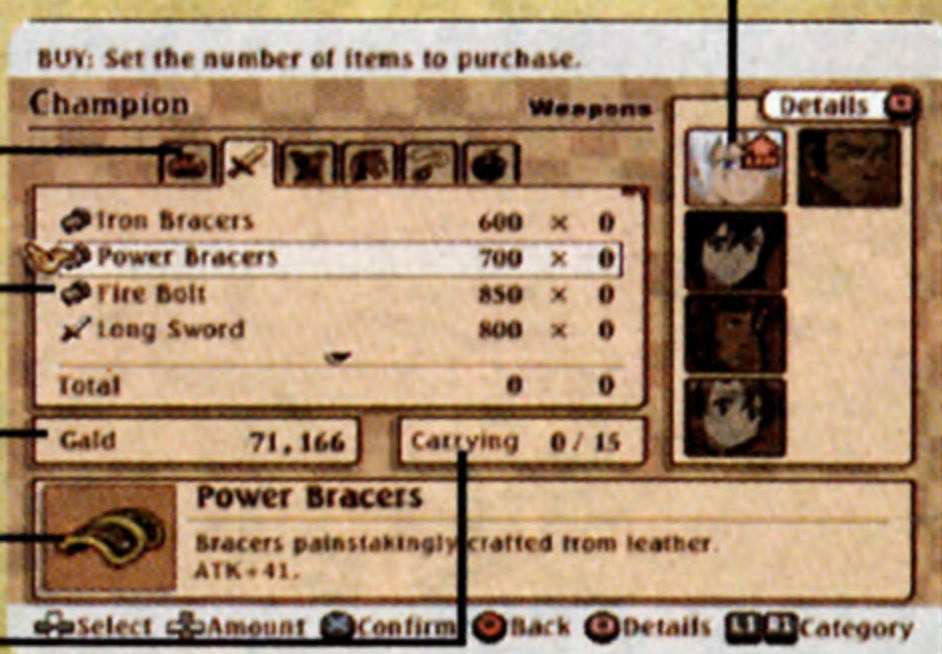 BUY: Set the number of items to purchase.
Champion Weapons
Details
Iron Bracers 600 × 0
Power Bracers 700 × 0
Fire Bolt 850 × 0
Long Sword 800 × 0
Total 0 0
Gald 71,166 Carrying 0 / 15
Power Bracers
Bracers painstakingly crafted from leather.
ATK+41.
Select Amount Confirm Back Details L1 R1 Category